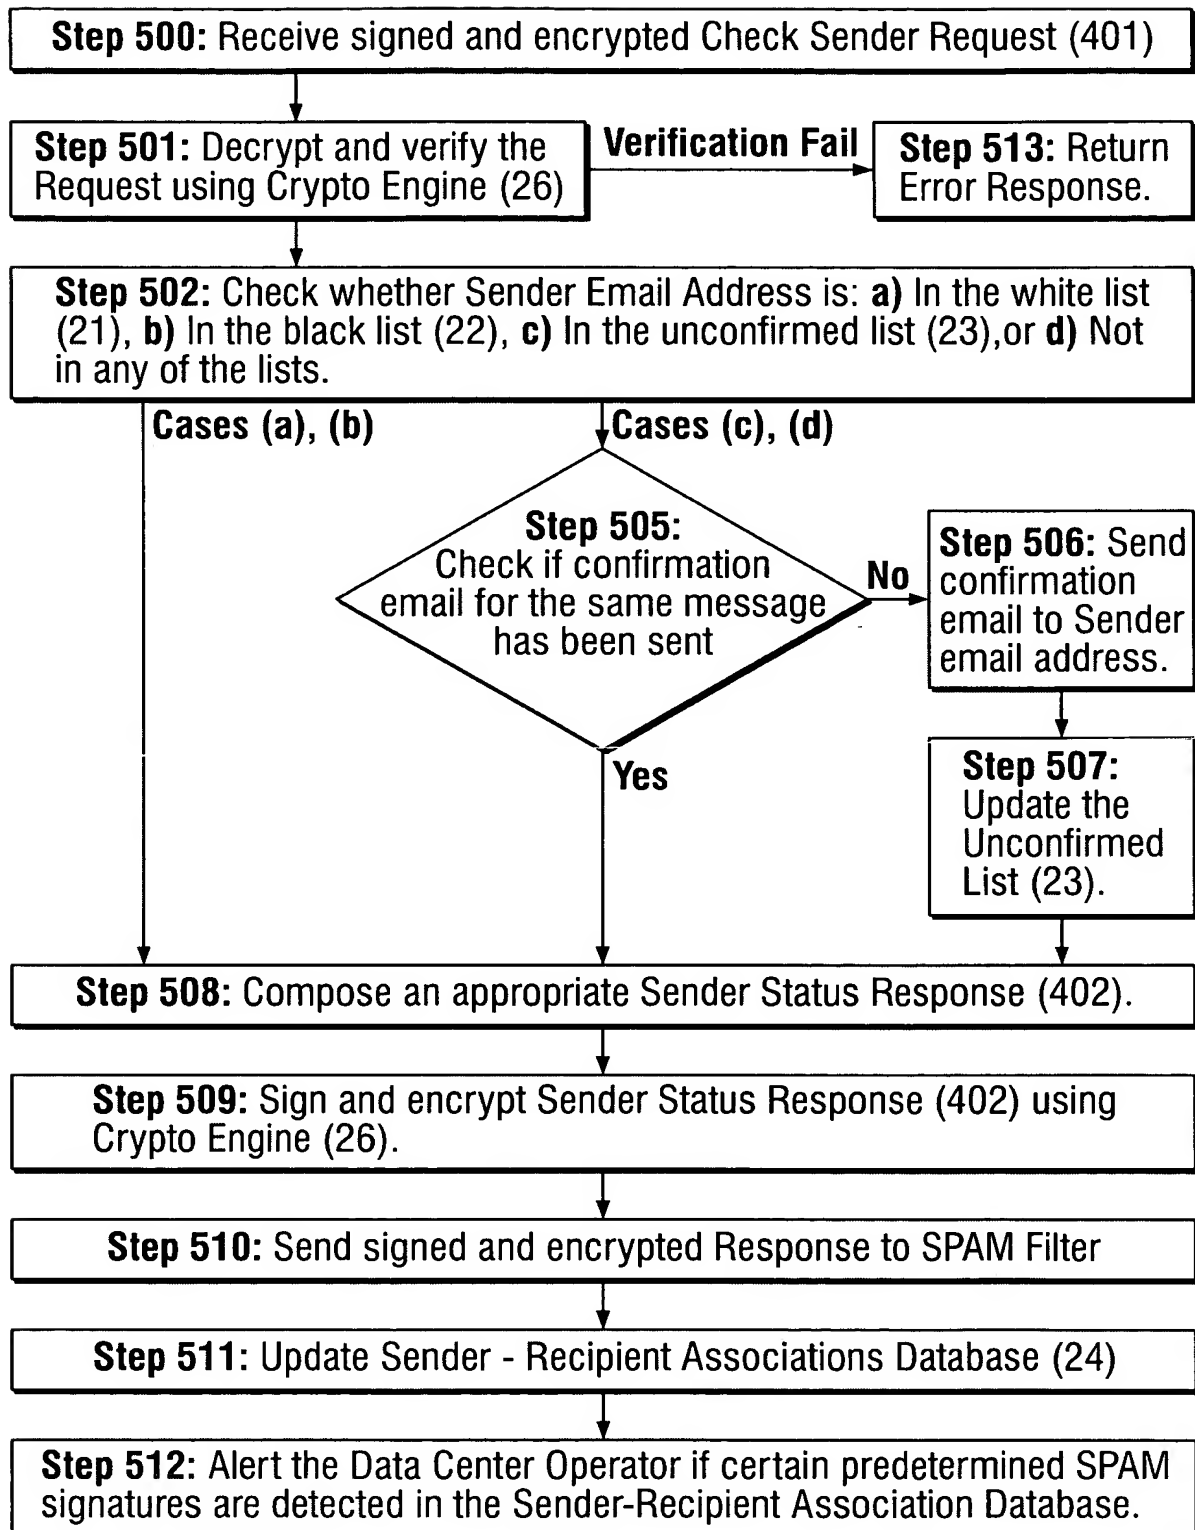 Step 500: Receive signed and encrypted Check Sender Request (401)
Step 501: Decrypt and verify the
Request using Crypto Engine (26)
Verification Fail
Step 513: Return
Error Response.
Step 502: Check whether Sender Email Address is: a) In the white list
(21), b) In the black list (22), c) In the unconfirmed list (23),or d) Not
in any of the lists.
Cases (a), (b)
Cases (c), (d)
Step 505:
Check if confirmation
email for the same message
has been sent
No
Step 506: Send
confirmation
email to Sender
email address.
Yes
Step 507:
Update the
Unconfirmed
List (23).
Step 508: Compose an appropriate Sender Status Response (402).
Step 509: Sign and encrypt Sender Status Response (402) using
Crypto Engine (26).
Step 510: Send signed and encrypted Response to SPAM Filter
Step 511: Update Sender - Recipient Associations Database (24)
Step 512: Alert the Data Center Operator if certain predetermined SPAM
signatures are detected in the Sender-Recipient Association Database.